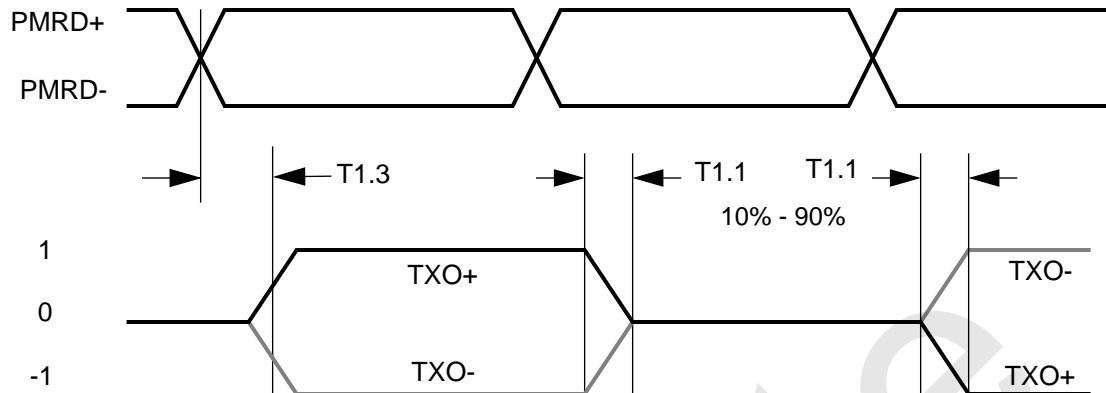 PMRD+
PMRD-
T1.3
T1.1
T1.1
10% - 90%
1
TXO+
TXO-
0
-1
TXO-
TXO+